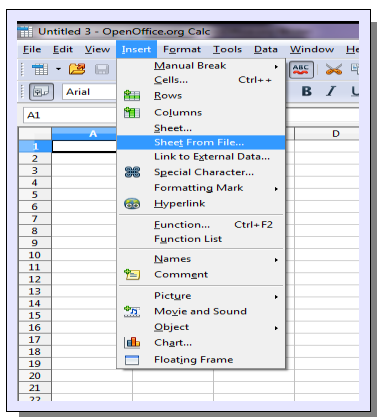 Untitled 3 - OpenOffice.org Calc
File Edit View Insert Format Tools Data Window He
Manual Break
Cells... Ctrl++
ABC
Arial
Rows
B I U
Columns
A1
Sheet...
A D
1 Sheet From File...
2 Link to External Data...
3 Special Character...
4
5 Formatting Mark
6 Hyperlink
7
8 Function... Ctrl+F2
9 Function List
10
11 Names
12 Comment
13
14 Picture
15 Movie and Sound
16 Object
17
18 Chart...
19 Floating Frame
20
21
22